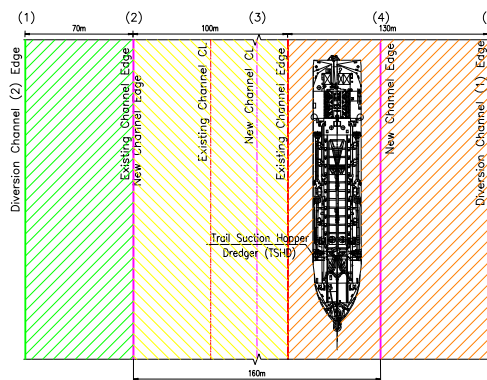 (1)
(2)
(3)
(4)
70m
100m
130m
Diversion Channel (2) Edge
Existing Channel Edge
New Channel Edge
Existing Channel CL
New Channel CL
Existing Channel Edge
New Channel Edge
Diversion Channel (1) Edge
Trail Suction Hopper
Dredger (TSHD)
160m